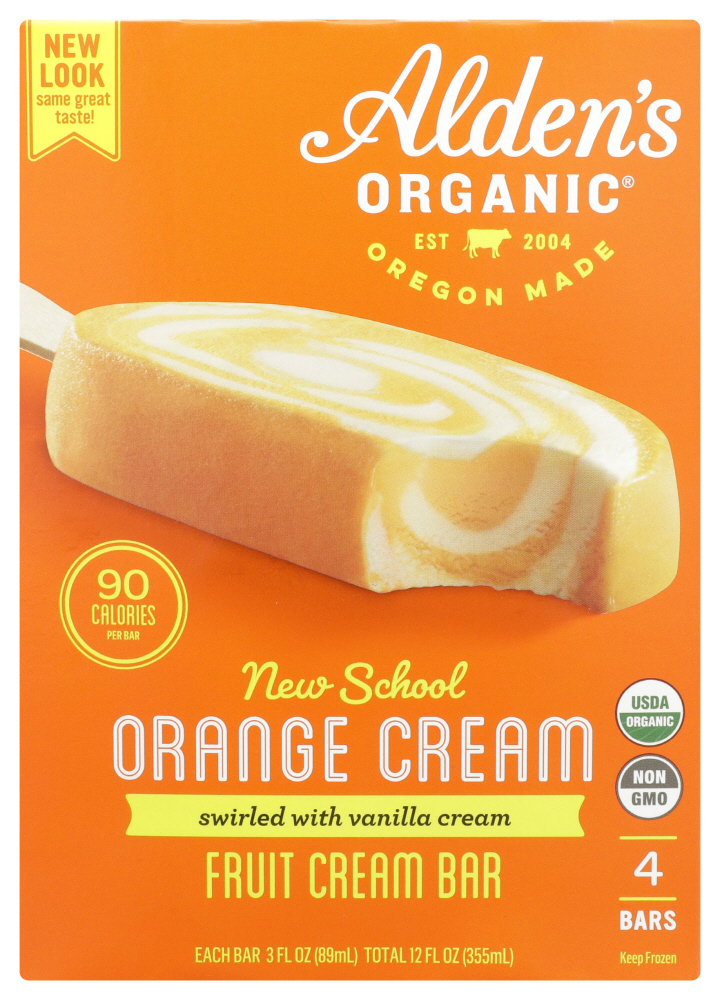 NEW
LOOK
same great
taste!
Alden's
ORGANIC®
EST 2004
OREGON MADE
90
CALORIES
PER BAR
New School
ORANGE CREAM
swirled with vanilla cream
FRUIT CREAM BAR
USDA
ORGANIC
NON
GMO
4
BARS
EACH BAR 3 FL OZ (89mL) TOTAL 12 FL OZ (355mL)
Keep Frozen